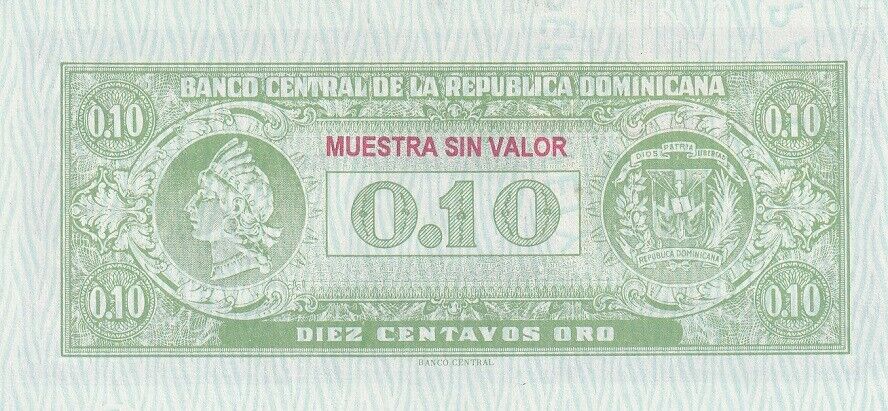 BANCO CENTRAL DE LA REPUBLICA DOMINICANA
0.10
0.10
MUESTRA SIN VALOR
DIOS PATRIA LIBERTAD
0.10
REPUBLICA DOMINICANA
0.10
0.10
DIEZ CENTAVOS ORO
BANCO CENTRAL